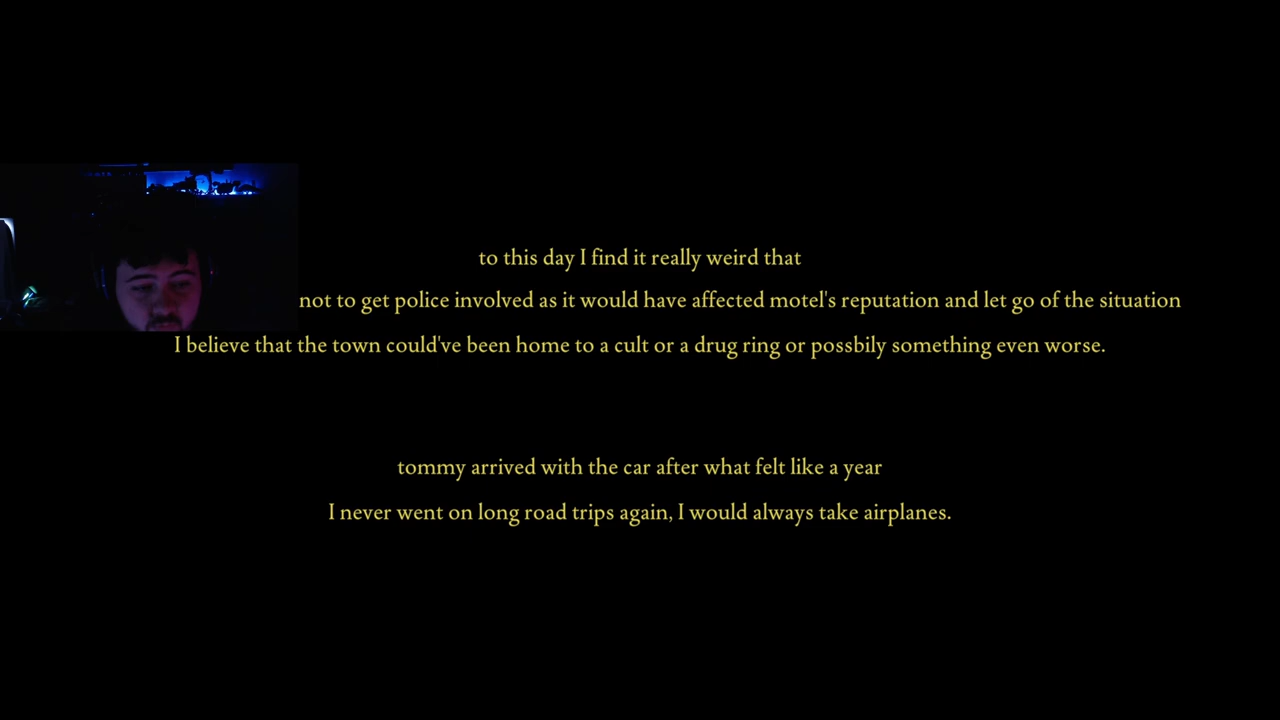 to this day I find it really weird that
not to get police involved as it would have affected motel's reputation and let go of the situation
I believe that the town could've been home to a cult or a drug ring or possbily something even worse.
tommy arrived with the car after what felt like a year
I never went on long road trips again, I would always take airplanes.